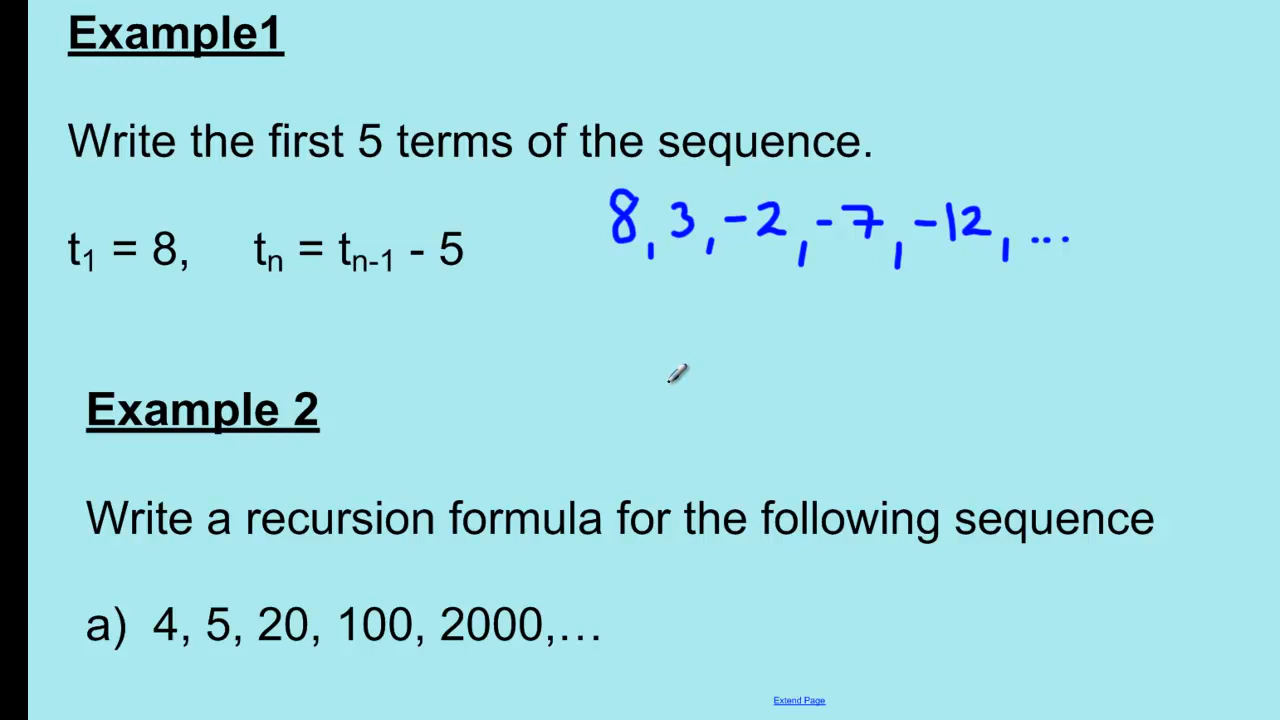 Example1
Write the first 5 terms of the sequence.
8, 3, -2, -7, -12, ...
t1 = 8, tn = tn-1 - 5
Example 2
Write a recursion formula for the following sequence
a) 4, 5, 20, 100, 2000,…
Extend Page